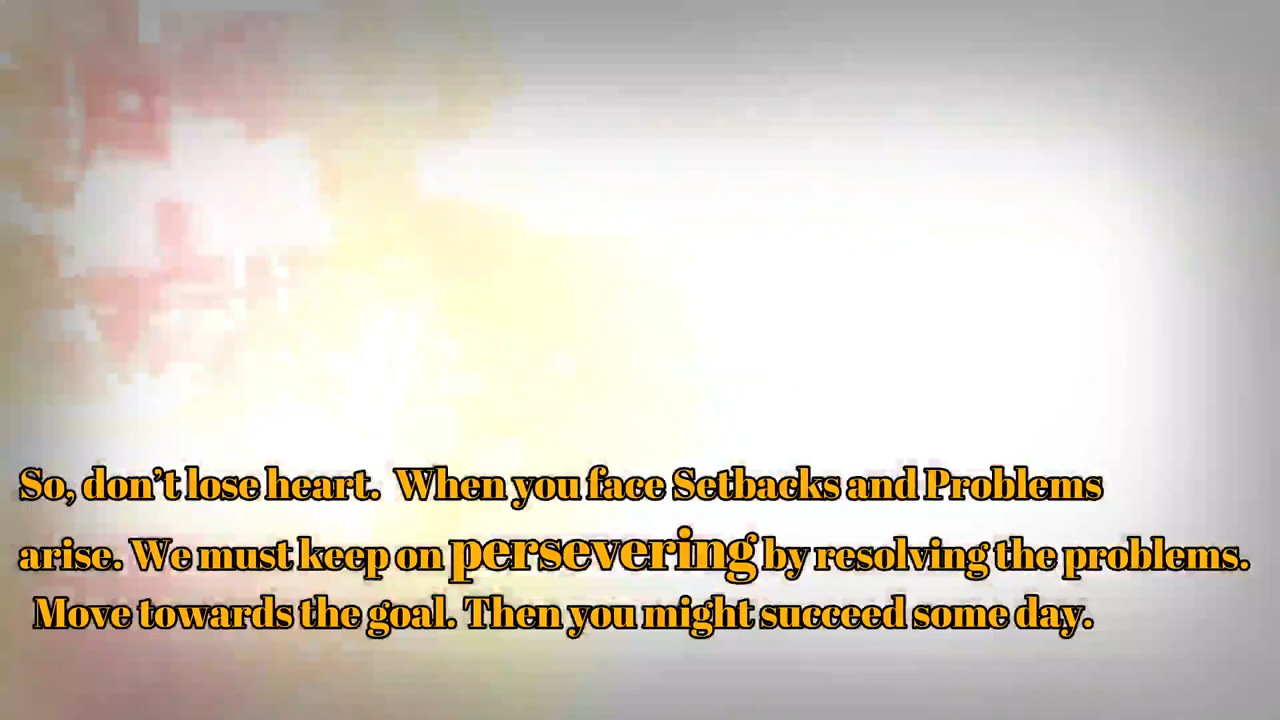 So, don’t lose heart. When you face Setbacks and Problems
arise. We must keep on persevering by resolving the problems.
Move towards the goal. Then you might succeed some day.